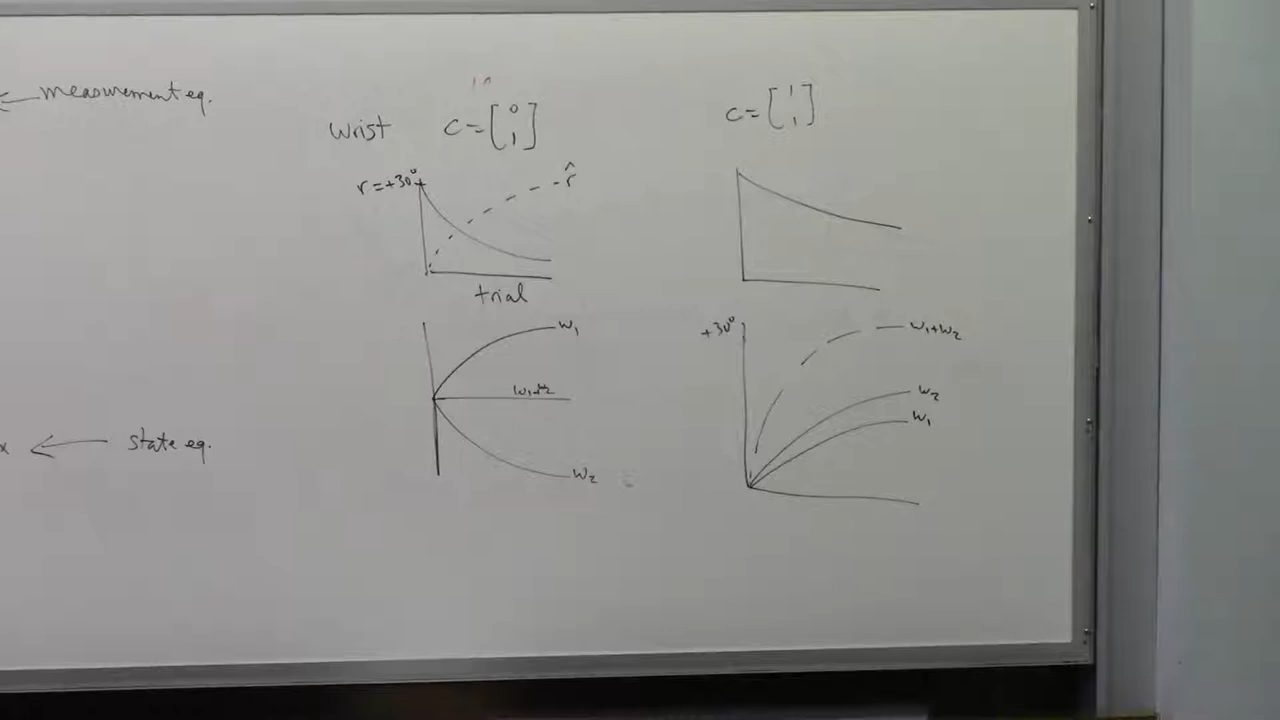 measurement eq.
wrist c = [0 1]
r = +30°
r̂
trial
w₁
w₁+w₂
w₂
x ← state eq.
c = [1 1]
+30°
w₁+w₂
w₂
w₁